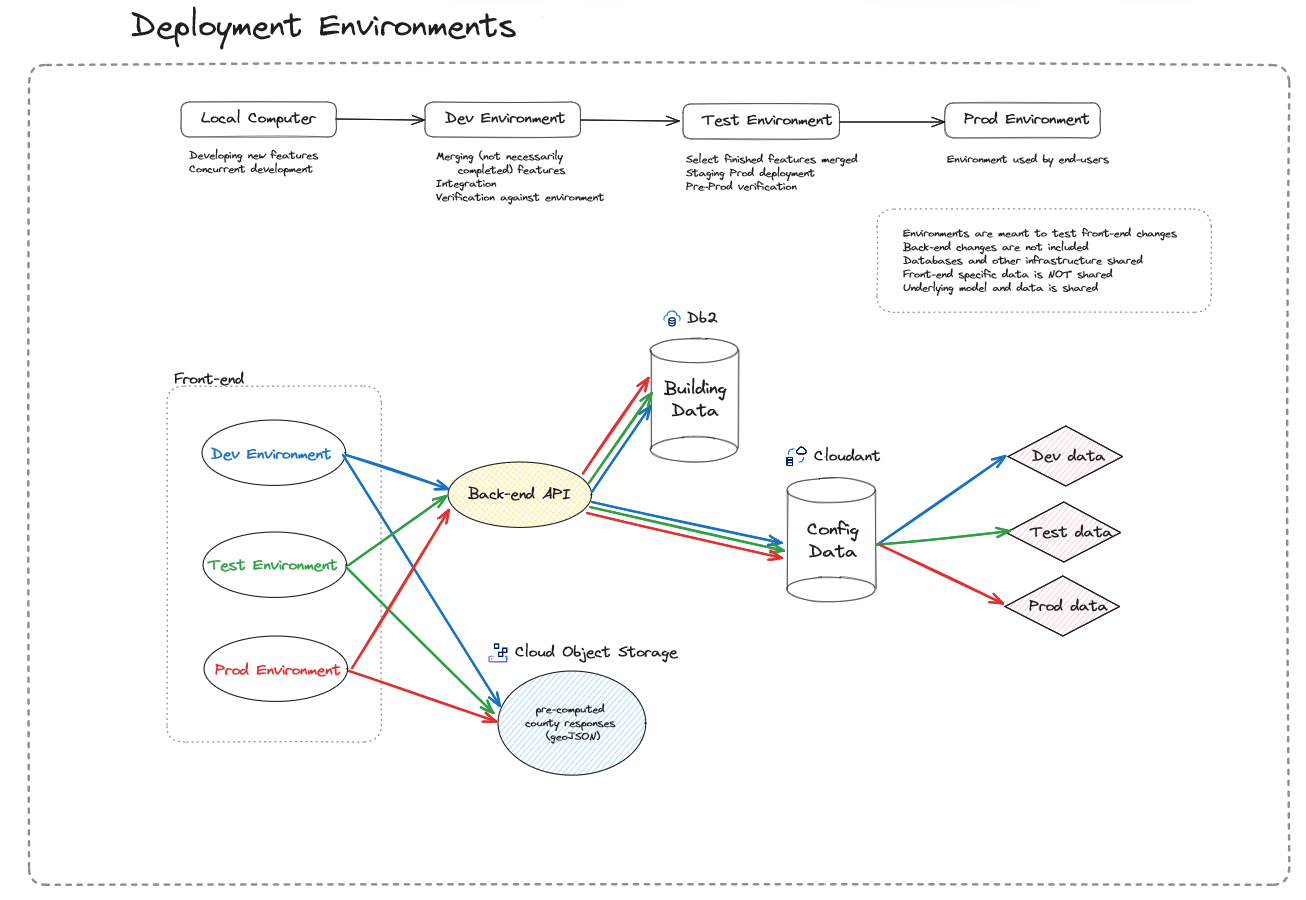 Deployment Environments
Local Computer
Dev Environment
Test Environment
Prod Environment
Developing new features
Concurrent development
Merging (not necessarily
completed) features
Integration
Verification against environment
Select finished features merged
Staging Prod deployment
Pre-Prod verification
Environment used by end-users
Environments are meant to test front-end changes
Back-end changes are not included
Databases and other infrastructure shared
Front-end specific data is NOT shared
Underlying model and data is shared
Db2
Building
Data
Front-end
Dev Environment
Test Environment
Prod Environment
Back-end API
Cloudant
Config
Data
Dev data
Test data
Prod data
Cloud Object Storage
pre-computed
county responses
(geoJSON)